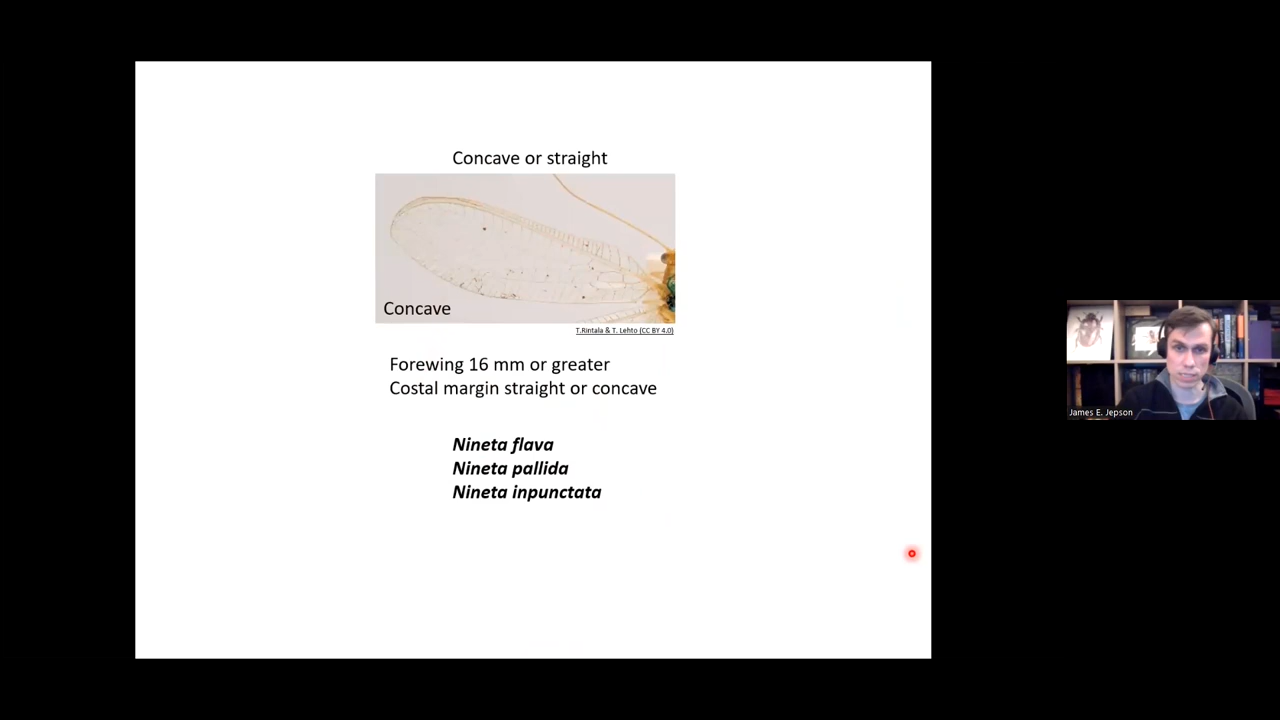 Concave or straight
Concave
T.Rintala & T. Lehto (CC BY 4.0)
Forewing 16 mm or greater
Costal margin straight or concave
Nineta flava
Nineta pallida
Nineta inpunctata
James E. Jepson